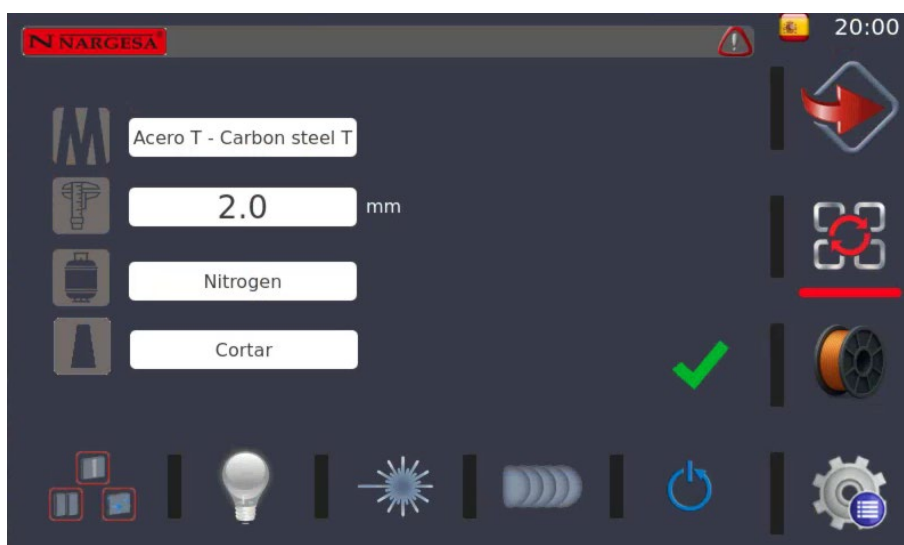 N NARGESA
20:00
Acero T - Carbon steel T
2.0 mm
Nitrogen
Cortar